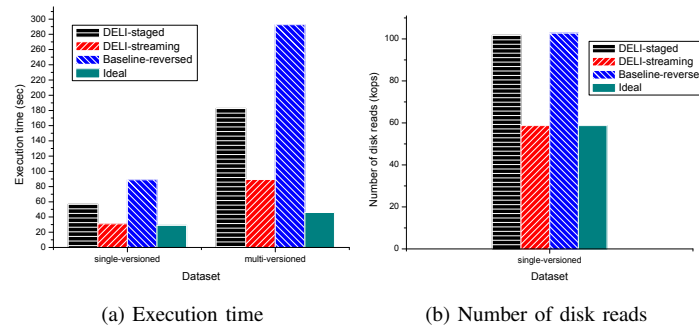 300
280
260
240
220
200
180
160
140
120
100
80
60
40
20
0
Execution time (sec)
DELI-staged
DELI-streaming
Baseline-reversed
Ideal
single-versioned
multi-versioned
Dataset
(a) Execution time
100
80
60
40
20
0
Number of disk reads (kops)
DELI-staged
DELI-streaming
Baseline-reverse
Ideal
single-versioned
Dataset
(b) Number of disk reads